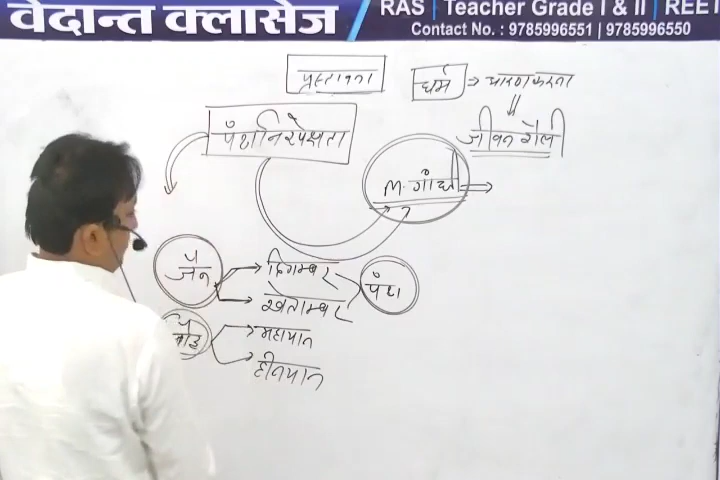 वेदान्त क्लासेज
RAS | Teacher Grade I & II | REET
Contact No. : 9785996551 | 9785996550
प्रस्तावना
धर्म ⇒ धारण करना
जीवन शैली
पंथनिरपेक्षता
M. गाँधी
जैन
दिगम्बर
श्वेताम्बर
पंथ
महायान
हीनयान